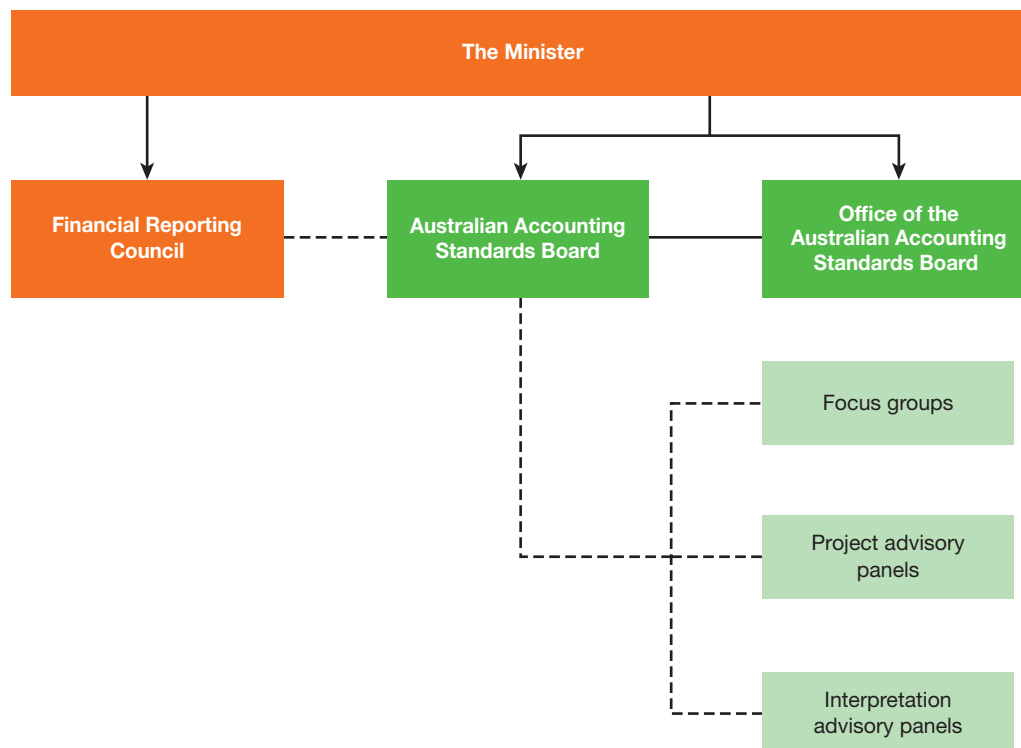 The Minister
Financial Reporting
Council
Australian Accounting
Standards Board
Office of the
Australian Accounting
Standards Board
Focus groups
Project advisory
panels
Interpretation
advisory panels